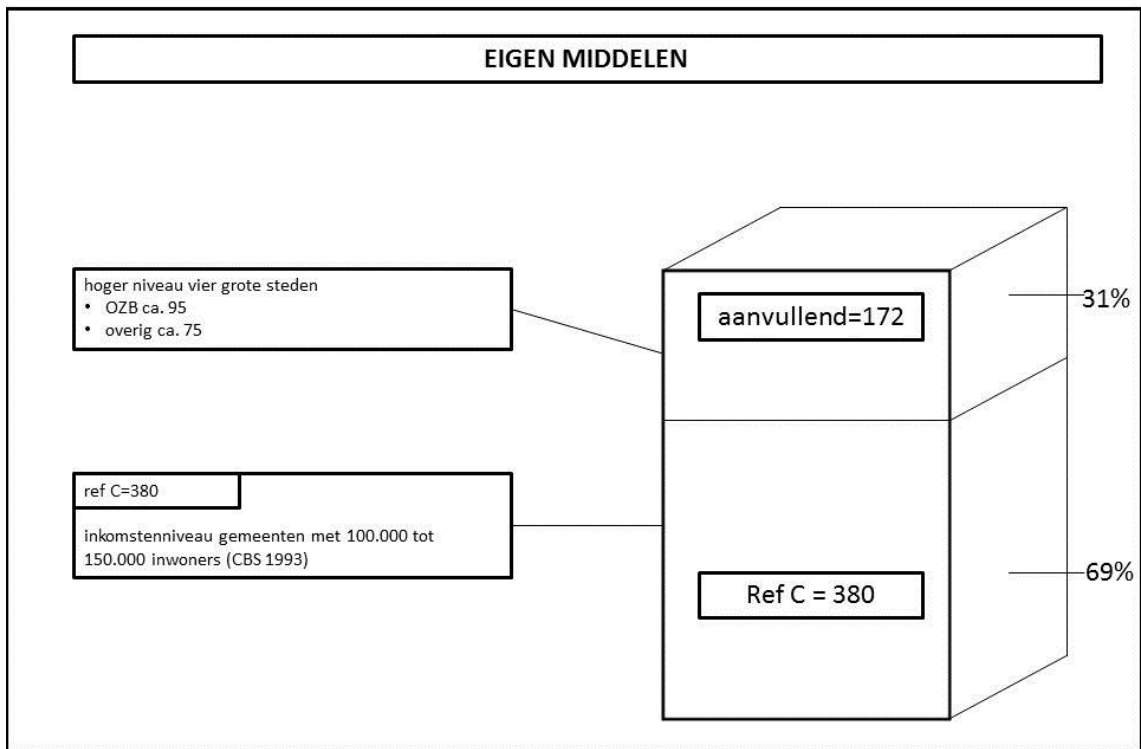 EIGEN MIDDELEN
hoger niveau vier grote steden
• OZB ca. 95
• overig ca. 75
aanvullend=172
31%
ref C=380
inkomstenniveau gemeenten met 100.000 tot
150.000 inwoners (CBS 1993)
Ref C = 380
69%